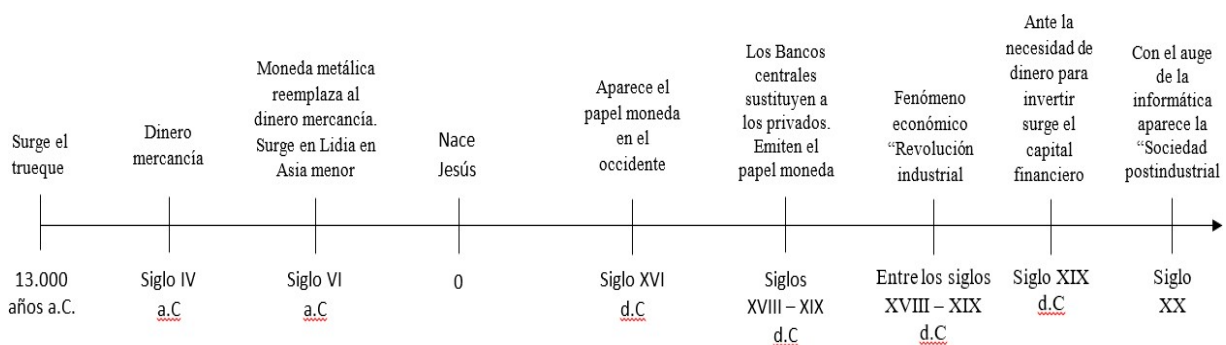 Surge el
trueque
Dinero
mercancía
Moneda metálica
reemplaza al
dinero mercancía.
Surge en Lidia en
Asia menor
Nace
Jesús
Aparece el
papel moneda
en el
occidente
Los Bancos
centrales
sustituyen a
los privados.
Emiten el
papel moneda
Fenómeno
económico
“Revolución
industrial
Ante la
necesidad de
dinero para
invertir
surge el
capital
financiero
Con el auge
de la
informática
aparece la
“Sociedad
postindustrial
13.000
años a.C.
Siglo IV
a.C
Siglo VI
a.C
0
Siglo XVI
d.C
Siglos
XVIII – XIX
d.C
Entre los siglos
XVIII – XIX
d.C
Siglo XIX
d.C
Siglo
XX